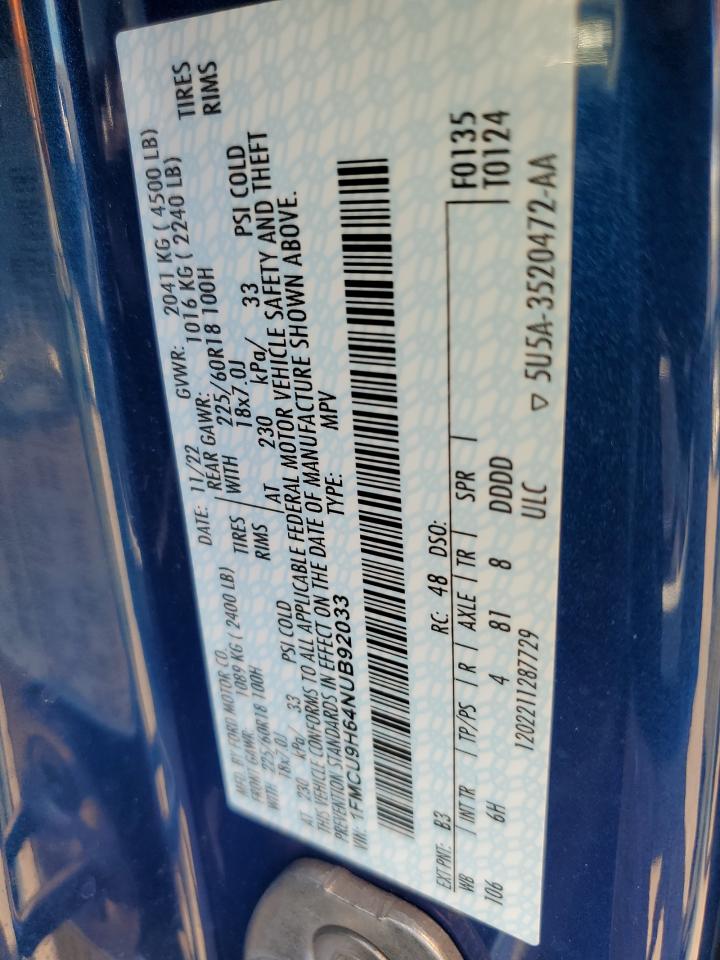 MFD. BY FORD MOTOR CO.
DATE: 11/22 GVWR: 2041 KG ( 4500 LB)
FRONT GAWR: 1089 KG ( 2400 LB) REAR GAWR: 1016 KG ( 2240 LB)
WITH 225/60R18 100H TIRES WITH 225/60R18 100H TIRES
18x7.0J RIMS 18x7.0J RIMS
AT 230 kPa/ 33 PSI COLD AT 230 kPa/ 33 PSI COLD
THIS VEHICLE CONFORMS TO ALL APPLICABLE FEDERAL MOTOR VEHICLE SAFETY AND THEFT
PREVENTION STANDARDS IN EFFECT ON THE DATE OF MANUFACTURE SHOWN ABOVE.
VIN: 1FMCU9H64NUB92033 TYPE: MPV
EXT PNT: B3 RC: 48 DSO: F0135
WB / INT TR / TP/PS / R / AXLE / TR / SPR / T0124
106 6H 4 81 8 DDDD
1202211287729 ULC ▽ 5U5A-3520472-AA